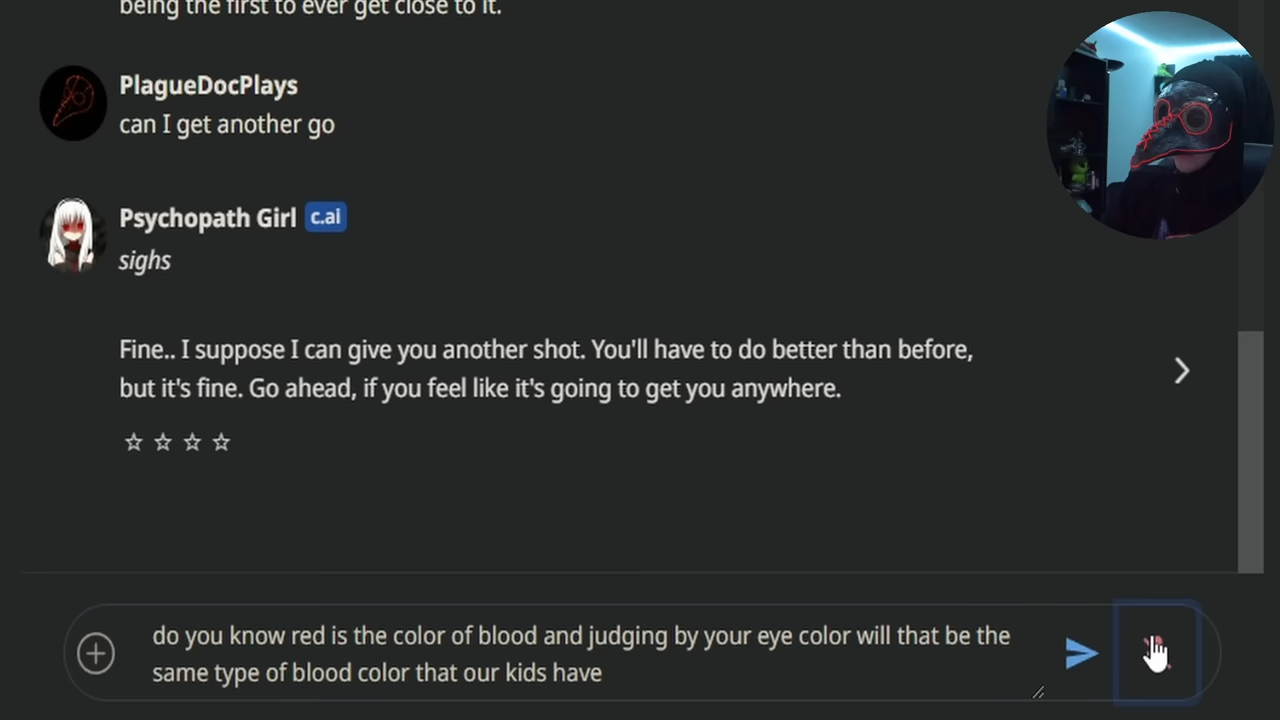 being the first to ever get close to it.
PlagueDocPlays
can I get another go
Psychopath Girl c.ai
sighs
Fine.. I suppose I can give you another shot. You'll have to do better than before,
but it's fine. Go ahead, if you feel like it's going to get you anywhere.
do you know red is the color of blood and judging by your eye color will that be the
same type of blood color that our kids have